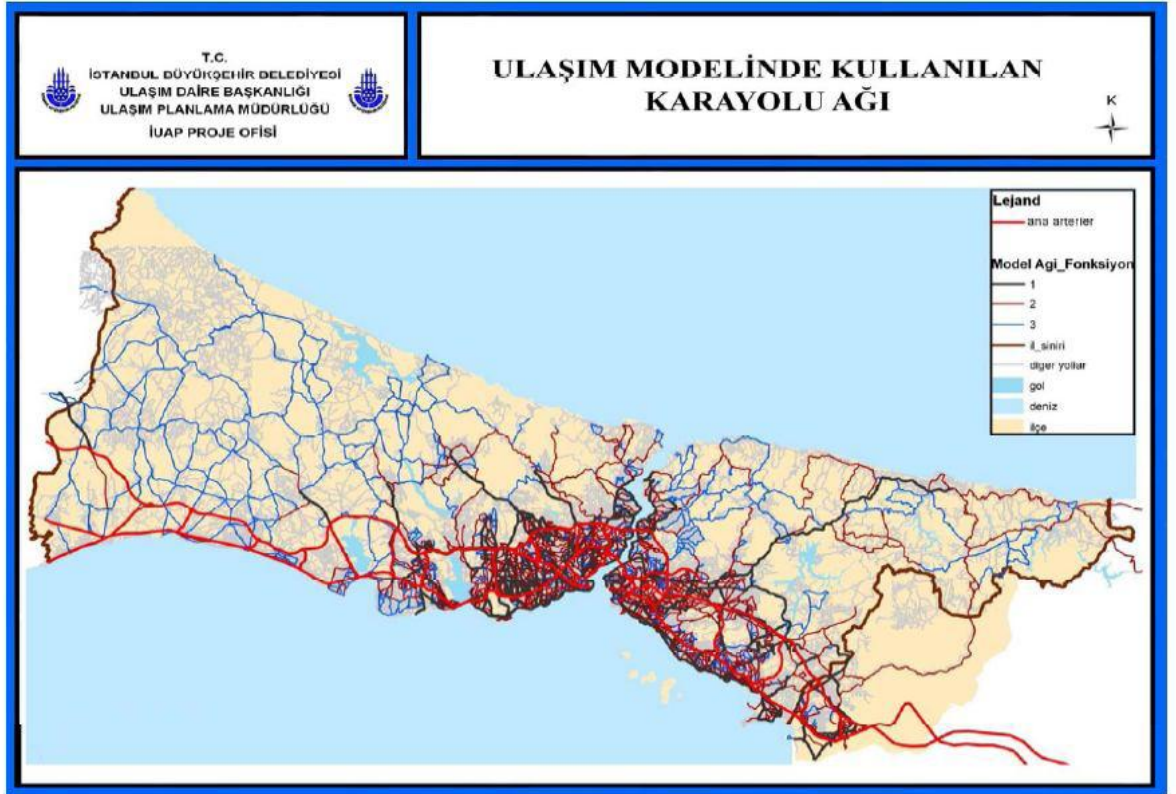 T.C.
İSTANBUL BÜYÜKŞEHİR BELEDİYESİ
ULAŞIM DAİRE BAŞKANLIĞI
ULAŞIM PLANLAMA MÜDÜRLÜĞÜ
İUAP PROJE OFİSİ
ULAŞIM MODELİNDE KULLANILAN
KARAYOLU AĞI
K
Lejand
ana arterler
Model Agi_Fonksiyon
1
2
3
il_siniri
diger yollar
gol
deniz
ilçe